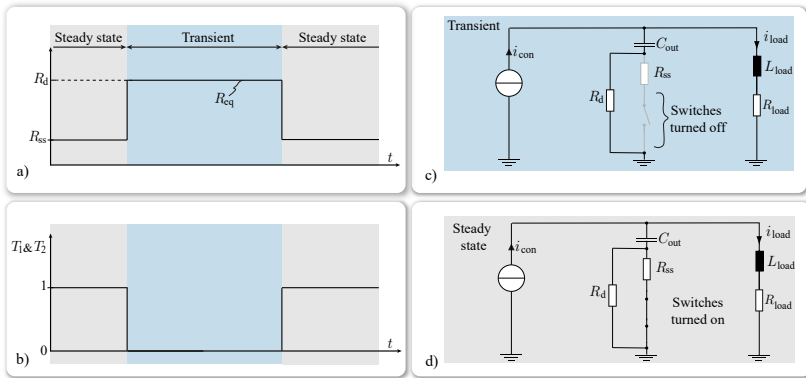 Steady state
Transient
Steady state
R_d
R_eq
R_ss
t
a)
T_1&T_2
1
0
t
b)
Transient
i_con
C_out
i_load
R_ss
L_load
R_d
R_load
Switches
turned off
c)
Steady
state
i_con
C_out
i_load
R_ss
L_load
R_d
R_load
Switches
turned on
d)